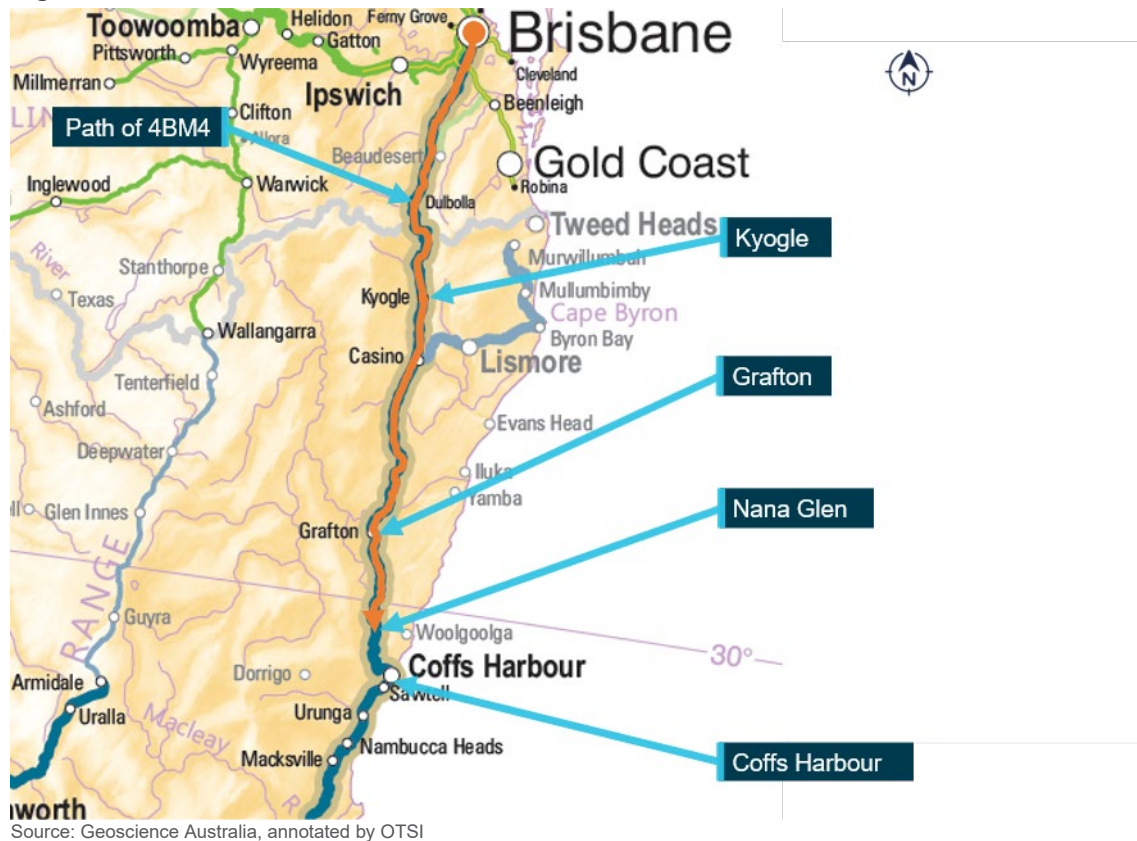 Toowoomba
Helidon
Ferny Grove
Brisbane
Pittsworth
Gatton
Wyreema
N
Cleveland
Millmerran
Ipswich
Beenleigh
Clifton
Path of 4BM4
Allora
Beaudesert
Gold Coast
Inglewood
Warwick
Robina
Dulbolla
Tweed Heads
Kyogle
River
Stanthorpe
Murwillumbah
Texas
Kyogle
Mullumbimby
Cape Byron
Wallangarra
Byron Bay
Casino
Lismore
Tenterfield
Grafton
Ashford
Evans Head
Deepwater
Iluka
Yamba
Glen Innes
Nana Glen
Grafton
RANGE
Guyra
Woolgoolga
30°
Dorrigo
Coffs Harbour
Armidale
Sawtell
Uralla
Urunga
Macleay
Nambucca Heads
Macksville
Coffs Harbour
R
worth
Source: Geoscience Australia, annotated by OTSI